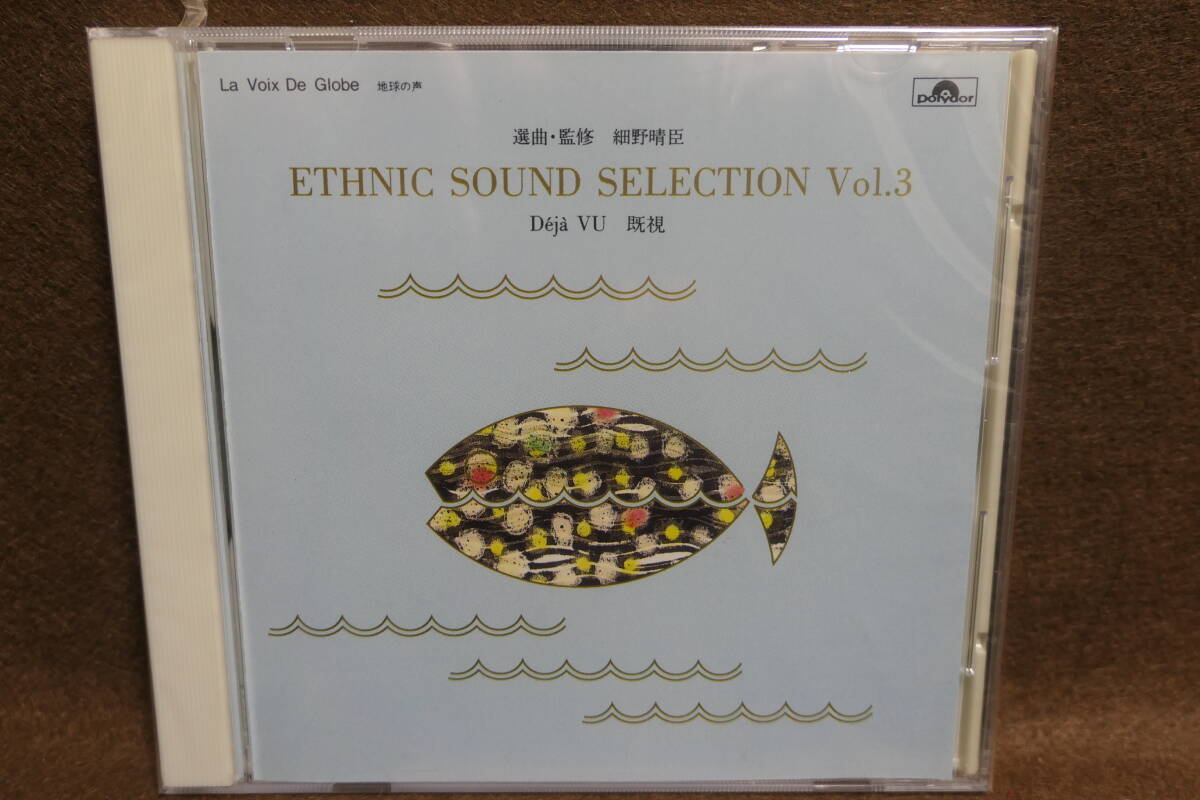 La Voix De Globe 地球の声
polydor
選曲・監修 細野晴臣
ETHNIC SOUND SELECTION Vol.3
Déjà VU 既視